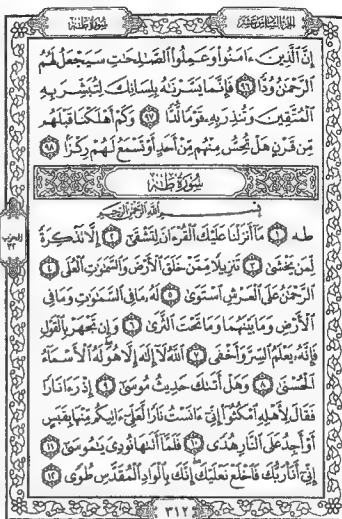 سورة طه
الجزء السادس عشر
إِنَّ ٱلَّذِينَ ءَامَنُوا۟ وَعَمِلُوا۟ ٱلصَّٰلِحَٰتِ سَيَجْعَلُ لَهُمُ
ٱلرَّحْمَٰنُ وُدًّا ٩٦ فَإِنَّمَا يَسَّرْنَٰهُ بِلِسَانِكَ لِتُبَشِّرَ بِهِ
ٱلْمُتَّقِينَ وَتُنذِرَ بِهِۦ قَوْمًا لُّدًّا ٩٧ وَكَمْ أَهْلَكْنَا قَبْلَهُم
مِّن قَرْنٍ هَلْ تُحِسُّ مِنْهُم مِّنْ أَحَدٍ أَوْ تَسْمَعُ لَهُمْ رِكْزًۢا ٩٨
سورة طه
بِسْمِ ٱللَّهِ ٱلرَّحْمَٰنِ ٱلرَّحِيمِ
طه ١ مَآ أَنزَلْنَا عَلَيْكَ ٱلْقُرْءَانَ لِتَشْقَىٰٓ ٢ إِلَّا تَذْكِرَةً
لِّمَن يَخْشَىٰ ٣ تَنزِيلًا مِّمَّنْ خَلَقَ ٱلْأَرْضَ وَٱلسَّمَٰوَٰتِ ٱلْعُلَى ٤
ٱلرَّحْمَٰنُ عَلَى ٱلْعَرْشِ ٱسْتَوَىٰ ٥ لَهُۥ مَا فِى ٱلسَّمَٰوَٰتِ وَمَا فِى
ٱلْأَرْضِ وَمَا بَيْنَهُمَا وَمَا تَحْتَ ٱلثَّرَىٰ ٦ وَإِن تَجْهَرْ بِٱلْقَوْلِ
فَإِنَّهُۥ يَعْلَمُ ٱلسِّرَّ وَأَخْفَى ٧ ٱللَّهُ لَآ إِلَٰهَ إِلَّا هُوَ لَهُ ٱلْأَسْمَآءُ
ٱلْحُسْنَىٰ ٨ وَهَلْ أَتَىٰكَ حَدِيثُ مُوسَىٰٓ ٩ إِذْ رَءَا نَارًا
فَقَالَ لِأَهْلِهِ ٱمْكُثُوٓا۟ إِنِّىٓ ءَانَسْتُ نَارًا لَّعَلِّىٓ ءَاتِيكُم مِّنْهَا بِقَبَسٍ
أَوْ أَجِدُ عَلَى ٱلنَّارِ هُدًى ١٠ فَلَمَّآ أَتَىٰهَا نُودِىَ يَٰمُوسَىٰٓ ١١
إِنِّىٓ أَنَا۠ رَبُّكَ فَٱخْلَعْ نَعْلَيْكَ إِنَّكَ بِٱلْوَادِ ٱلْمُقَدَّسِ طُوًى ١٢
٣١٢